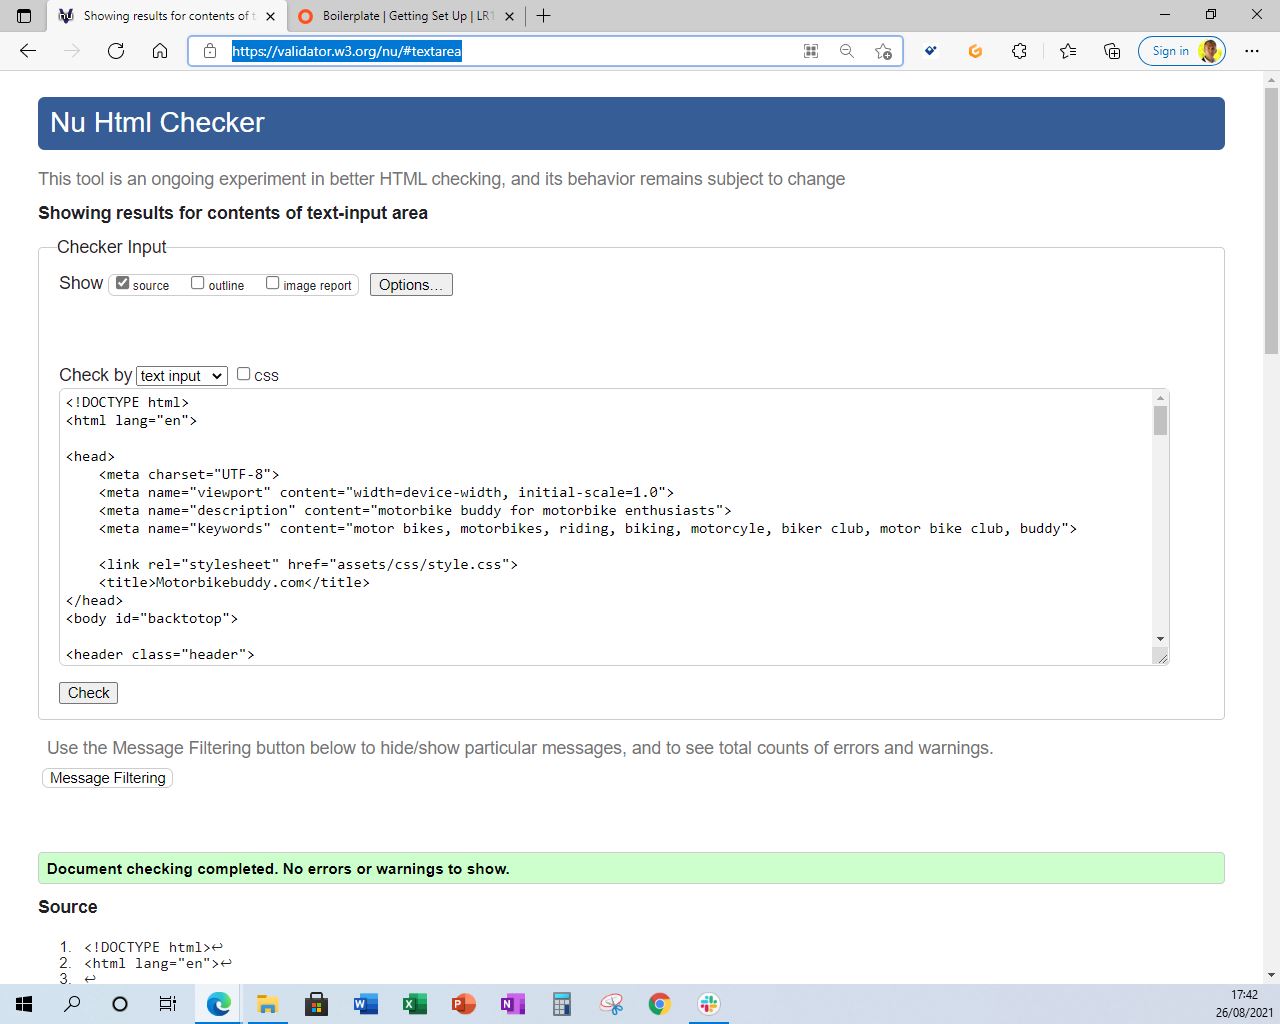 Showing results for contents of t
Boilerplate | Getting Set Up | LR1
https://validator.w3.org/nu/#textarea
Sign in
Nu Html Checker
This tool is an ongoing experiment in better HTML checking, and its behavior remains subject to change
Showing results for contents of text-input area
Checker Input
Show source outline image report Options...
Check by text input css
<!DOCTYPE html>
<html lang="en">
<head>
<meta charset="UTF-8">
<meta name="viewport" content="width=device-width, initial-scale=1.0">
<meta name="description" content="motorbike buddy for motorbike enthusiasts">
<meta name="keywords" content="motor bikes, motorbikes, riding, biking, motorcyle, biker club, motor bike club, buddy">
<link rel="stylesheet" href="assets/css/style.css">
<title>Motorbikebuddy.com</title>
</head>
<body id="backtotop">
<header class="header">
Check
Use the Message Filtering button below to hide/show particular messages, and to see total counts of errors and warnings.
Message Filtering
Document checking completed. No errors or warnings to show.
Source
1. <!DOCTYPE html>↩
2. <html lang="en">↩
3. ↩
17:42
26/08/2021